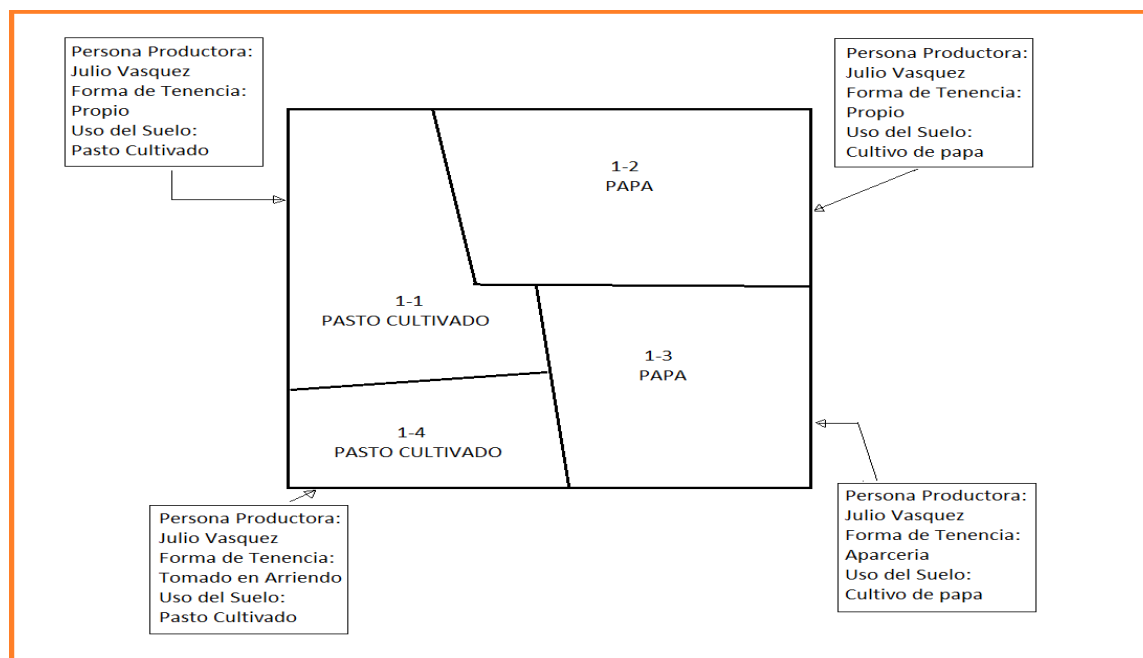 Persona Productora:
Julio Vasquez
Forma de Tenencia:
Propio
Uso del Suelo:
Pasto Cultivado
Persona Productora:
Julio Vasquez
Forma de Tenencia:
Propio
Uso del Suelo:
Cultivo de papa
1-2
PAPA
1-1
PASTO CULTIVADO
1-3
PAPA
1-4
PASTO CULTIVADO
Persona Productora:
Julio Vasquez
Forma de Tenencia:
Tomado en Arriendo
Uso del Suelo:
Pasto Cultivado
Persona Productora:
Julio Vasquez
Forma de Tenencia:
Aparceria
Uso del Suelo:
Cultivo de papa